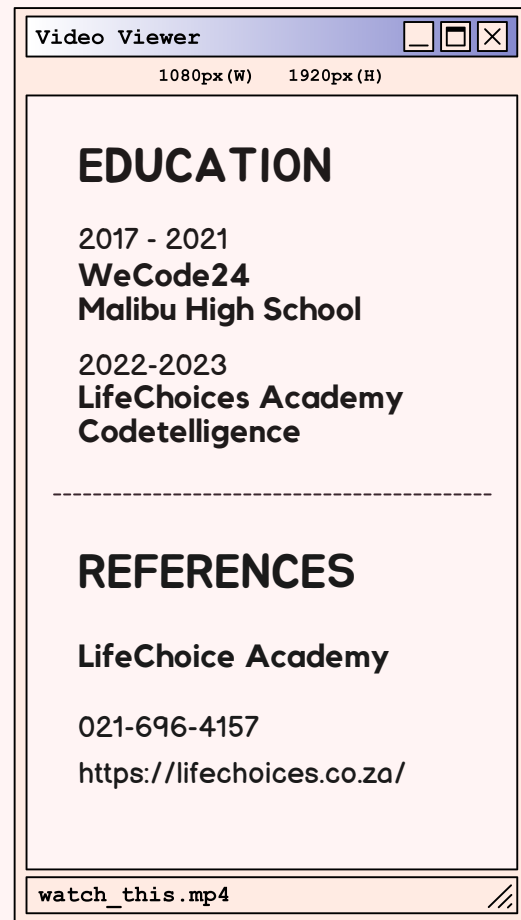 Video Viewer
1080px(W) 1920px(H)
EDUCATION
2017 - 2021
WeCode24
Malibu High School
2022-2023
LifeChoices Academy
Codetelligence
REFERENCES
LifeChoice Academy
021-696-4157
https://lifechoices.co.za/
watch_this.mp4